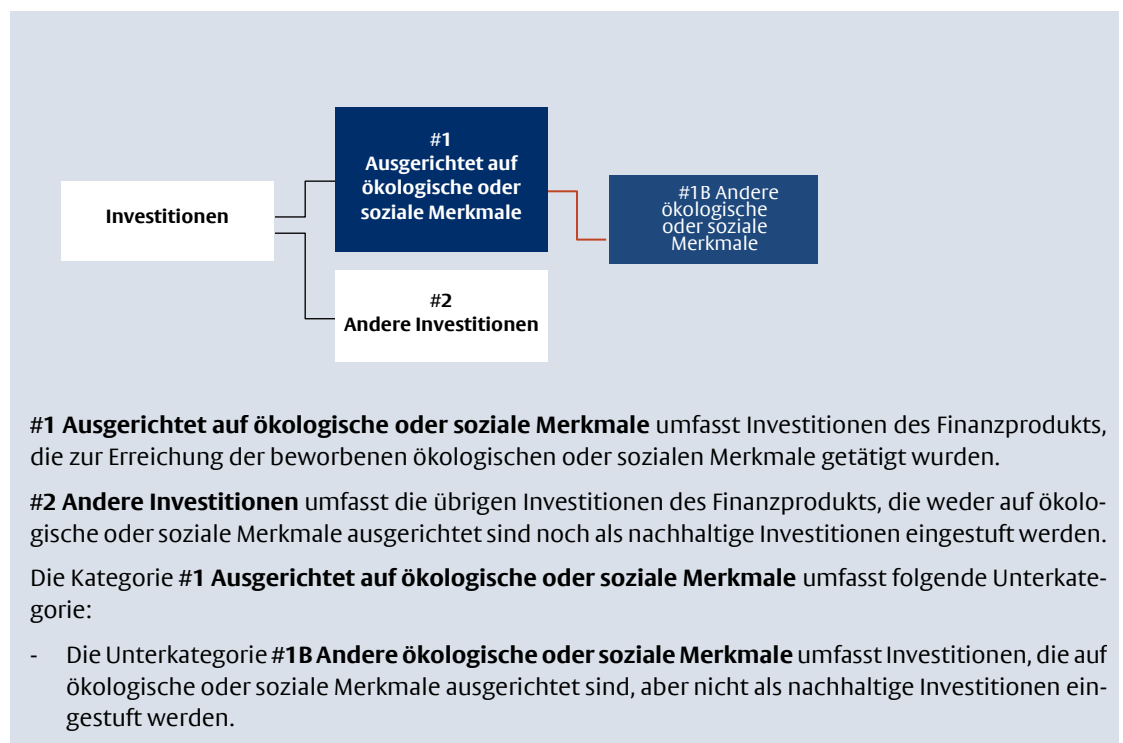 #1
Ausgerichtet auf
ökologische oder
soziale Merkmale
Investitionen
#1B Andere
ökologische
oder soziale
Merkmale
#2
Andere Investitionen
#1 Ausgerichtet auf ökologische oder soziale Merkmale umfasst Investitionen des Finanzprodukts,
die zur Erreichung der beworbenen ökologischen oder sozialen Merkmale getätigt wurden.
#2 Andere Investitionen umfasst die übrigen Investitionen des Finanzprodukts, die weder auf ökolo-
gische oder soziale Merkmale ausgerichtet sind noch als nachhaltige Investitionen eingestuft werden.
Die Kategorie #1 Ausgerichtet auf ökologische oder soziale Merkmale umfasst folgende Unterkate-
gorie:
- Die Unterkategorie #1B Andere ökologische oder soziale Merkmale umfasst Investitionen, die auf
ökologische oder soziale Merkmale ausgerichtet sind, aber nicht als nachhaltige Investitionen ein-
gestuft werden.